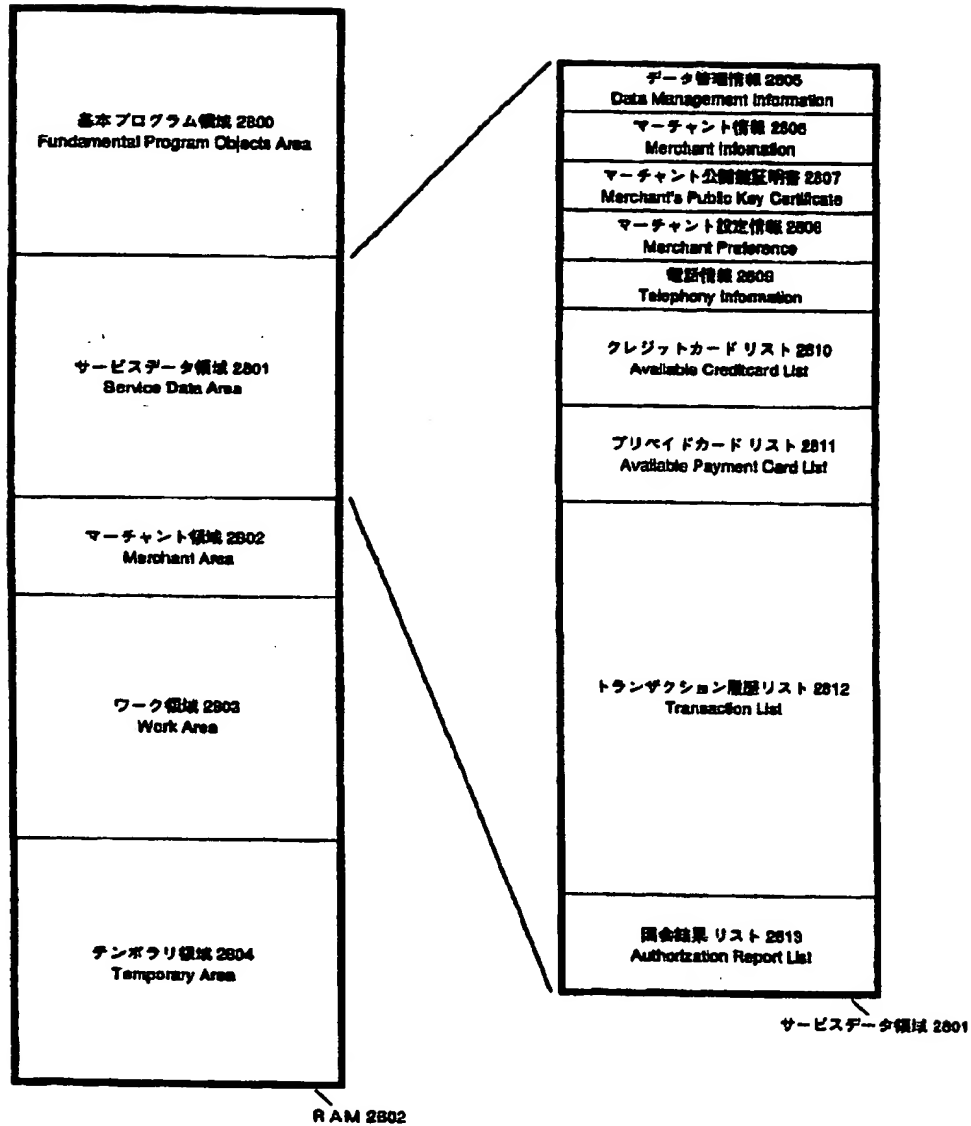 基本プログラム領域 2800
Fundamental Program Objects Area
サービスデータ領域 2801
Service Data Area
マーチャント領域 2802
Merchant Area
ワーク領域 2803
Work Area
テンポラリ領域 2804
Temporary Area
RAM
データ管理情報 2805
Data Management Information
マーチャント情報 2806
Merchant Infomation
マーチャント公開鍵証明書 2807
Merchant's Public Key Certificate
マーチャント設定情報 2808
Merchant Preference
電話情報 2809
Telephony Information
クレジットカード リスト 2810
Available Creditcard List
プリペイドカード リスト 2811
Available Payment Card List
トランザクション履歴リスト 2812
Transaction List
照会結果 リスト 2813
Authorization Report List
サービスデータ領域 2801